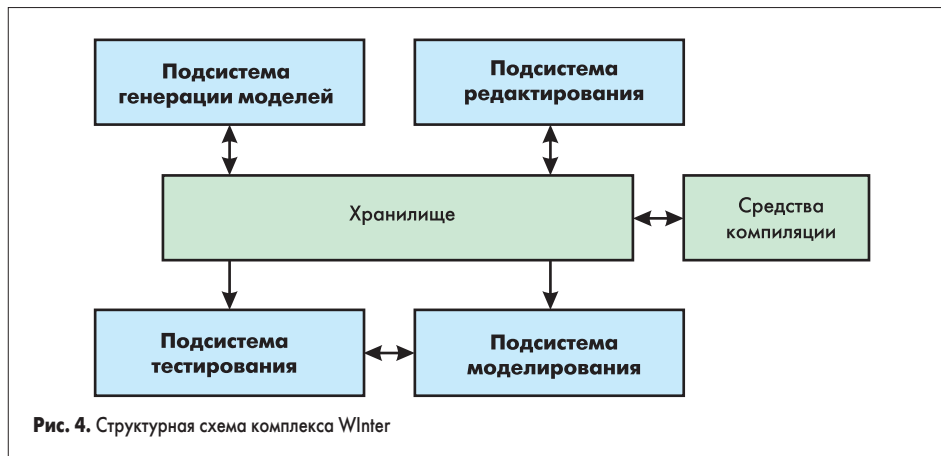 Подсистема
генерации моделей
Подсистема
редактирования
Хранилище
Средства
компиляции
Подсистема
тестирования
Подсистема
моделирования
Рис. 4. Структурная схема комплекса WInter